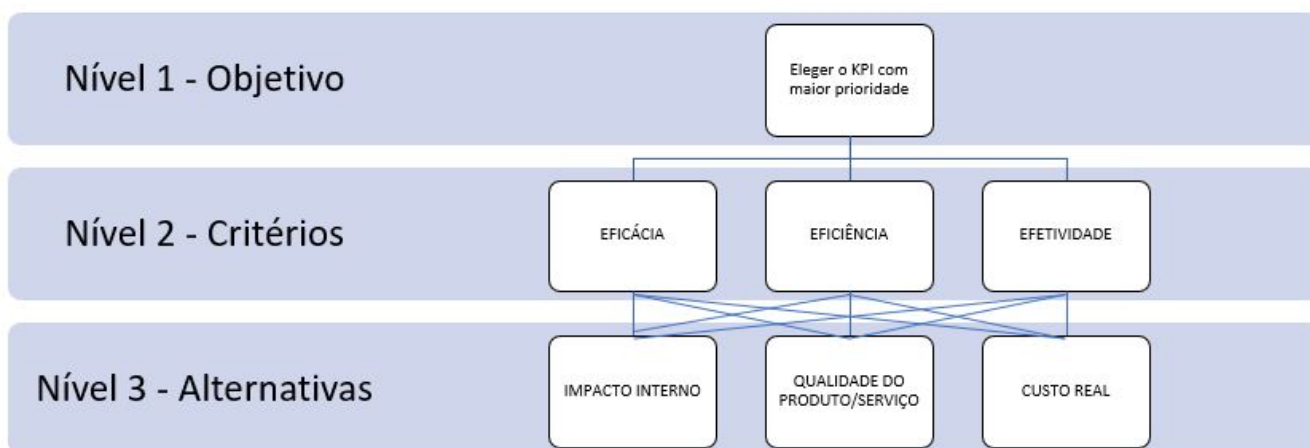 Nível 1 - Objetivo
Eleger o KPI com
maior prioridade
Nível 2 - Critérios
EFICÁCIA
EFICIÊNCIA
EFETIVIDADE
Nível 3 - Alternativas
IMPACTO INTERNO
QUALIDADE DO
PRODUTO/SERVIÇO
CUSTO REAL